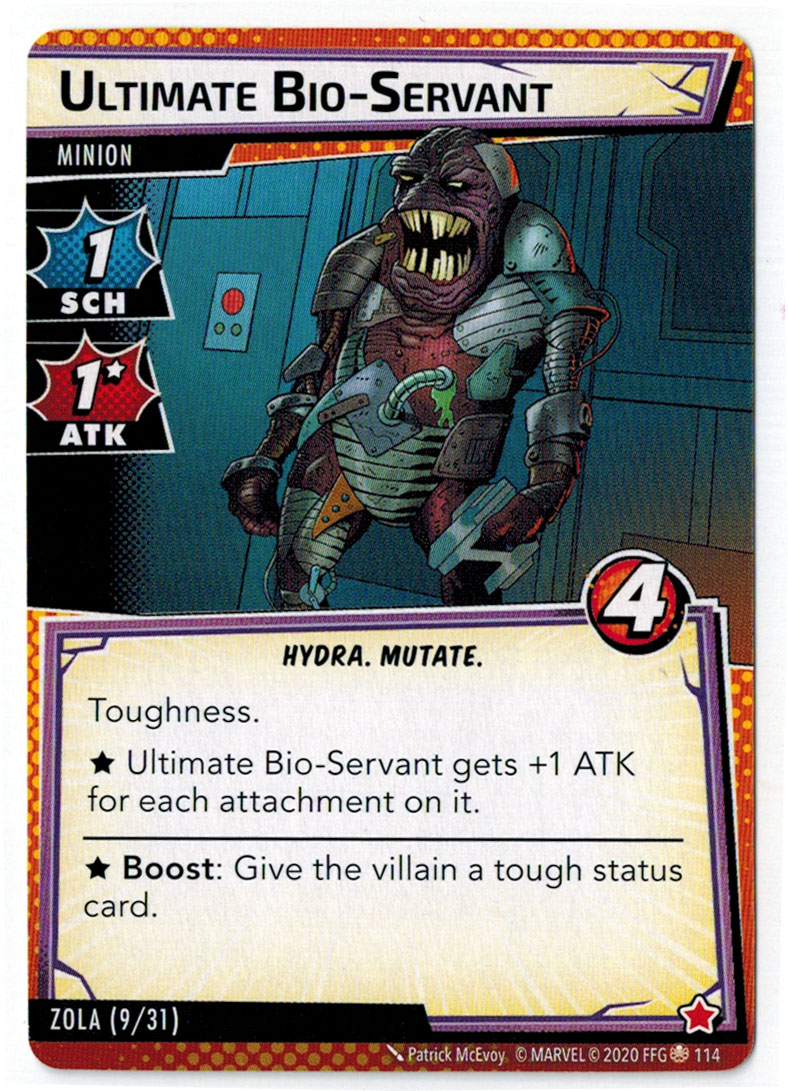 ULTIMATE BIO-SERVANT
MINION
1
SCH
1★
ATK
4
HYDRA. MUTATE.
Toughness.
★ Ultimate Bio-Servant gets +1 ATK
for each attachment on it.
★ Boost: Give the villain a tough status
card.
ZOLA (9/31)
Patrick McEvoy © MARVEL © 2020 FFG 114